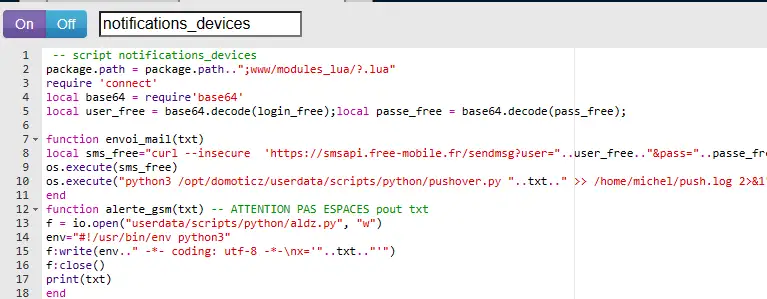 On Off notifications_devices
1 -- script notifications_devices
2 package.path = package.path..";www/modules_lua/?.lua"
3 require 'connect'
4 local base64 = require'base64'
5 local user_free = base64.decode(login_free);local passe_free = base64.decode(pass_free);
6
7 function envoi_mail(txt)
8 local sms_free="curl --insecure  'https://smsapi.free-mobile.fr/sendmsg?user="..user_free.."&pass="..passe_fr
9 os.execute(sms_free)
10 os.execute("python3 /opt/domoticz/userdata/scripts/python/pushover.py "..txt.." >> /home/michel/push.log 2>&1"
11 end
12 function alerte_gsm(txt) -- ATTENTION PAS ESPACES pout txt
13 f = io.open("userdata/scripts/python/aldz.py", "w")
14 env="#!/usr/bin/env python3"
15 f:write(env.." -*- coding: utf-8 -*-\nx='"..txt.."'")
16 f:close()
17 print(txt)
18 end